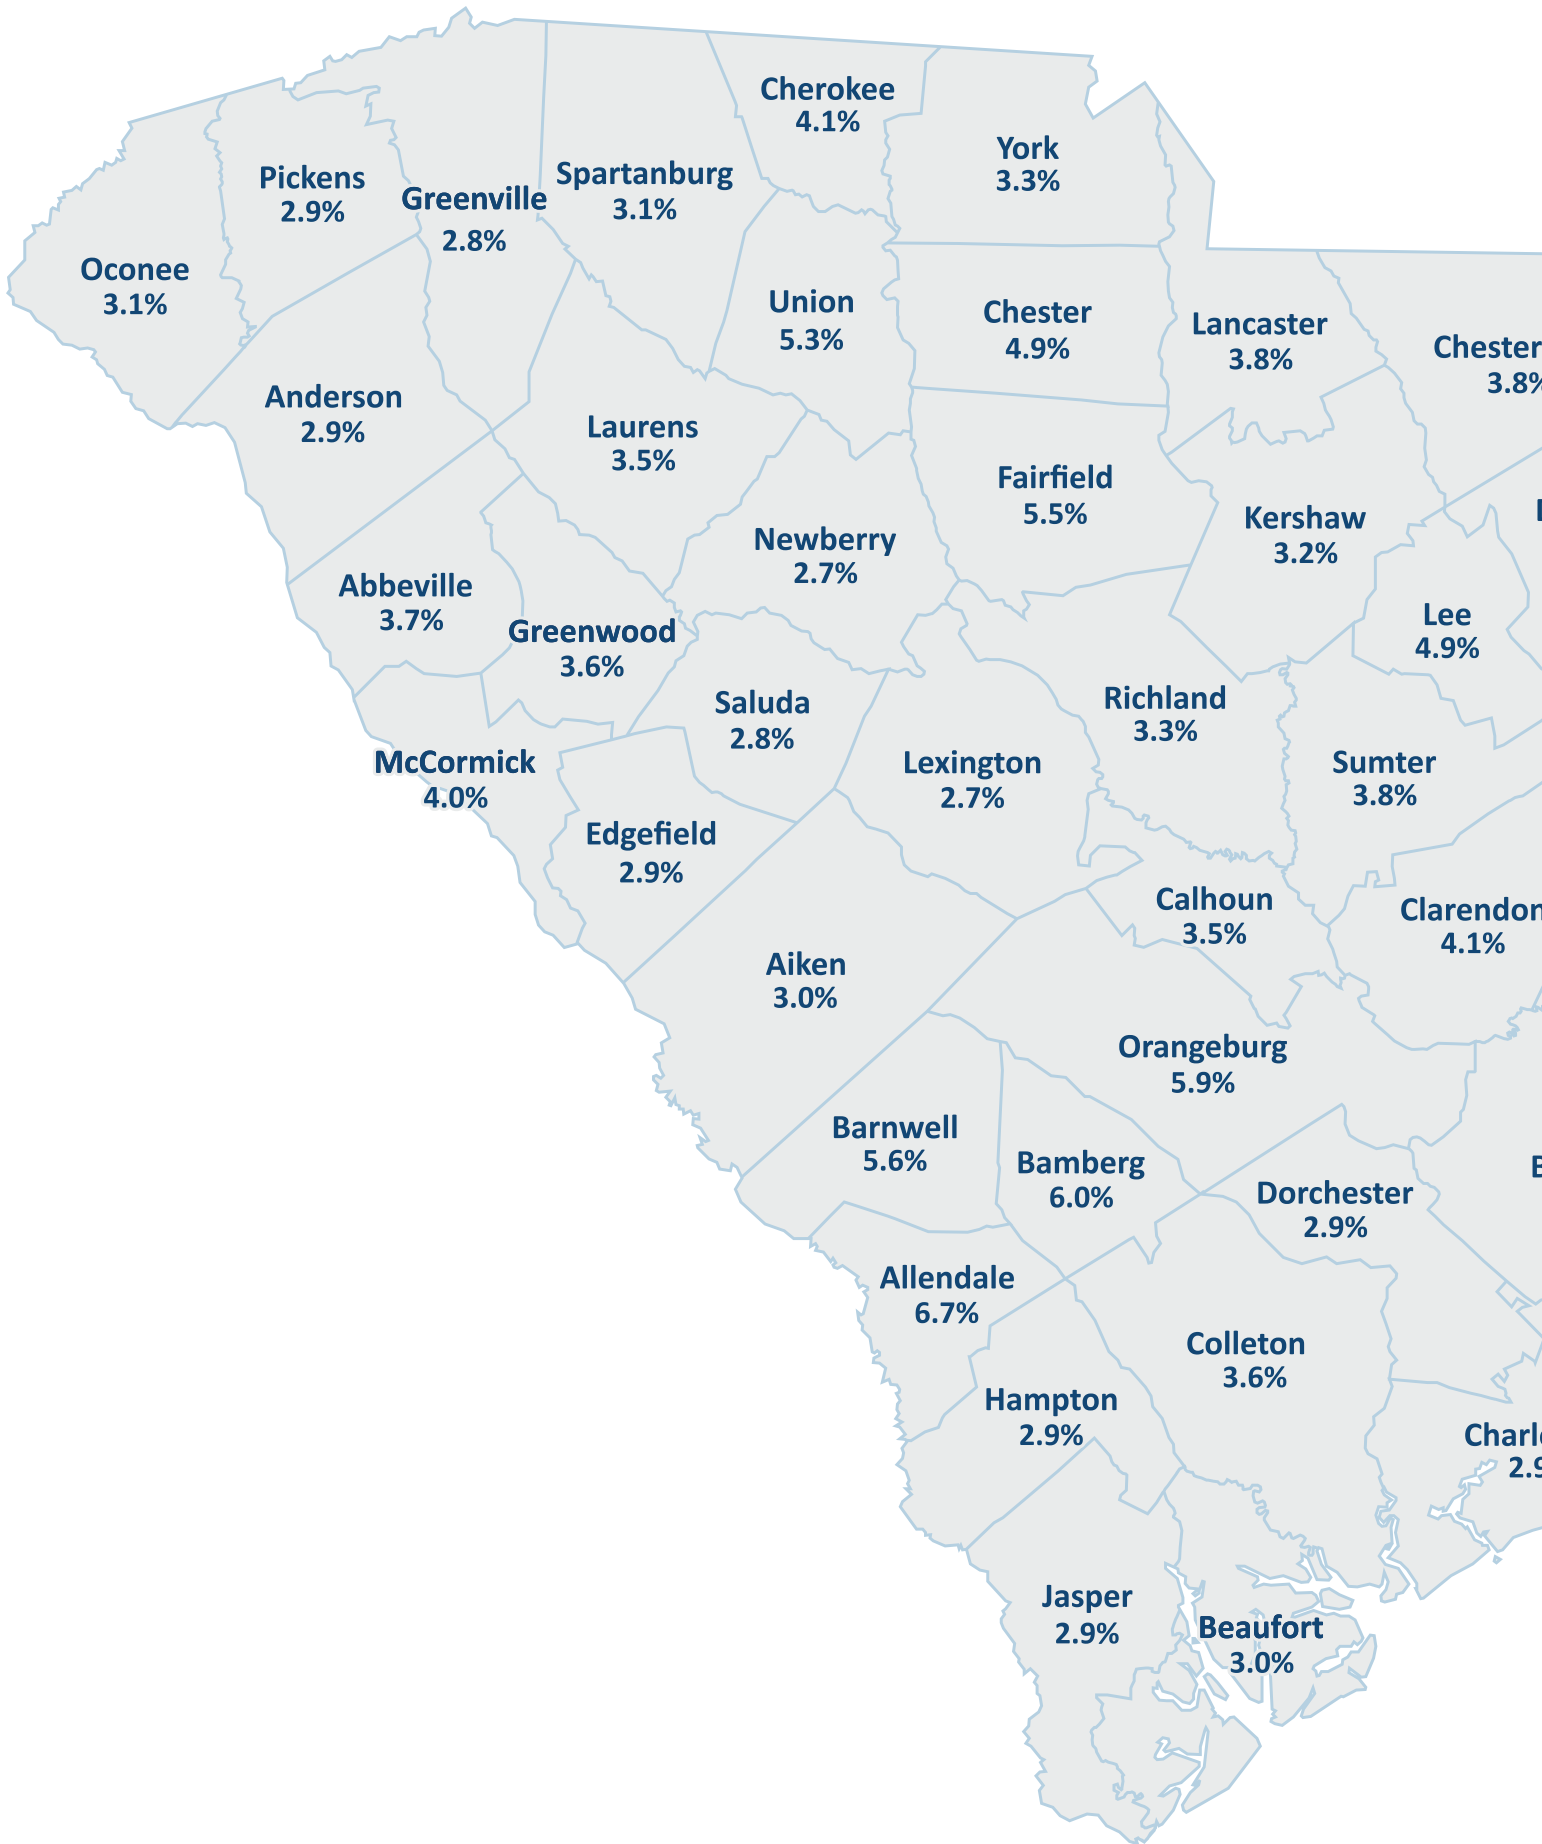 Cherokee
4.1%
York
3.3%
Pickens
2.9%
Greenville
2.8%
Spartanburg
3.1%
Oconee
3.1%
Union
5.3%
Chester
4.9%
Lancaster
3.8%
Chester
3.8%
Anderson
2.9%
Laurens
3.5%
Fairfield
5.5%
Kershaw
3.2%
Newberry
2.7%
Abbeville
3.7%
Greenwood
3.6%
Lee
4.9%
Saluda
2.8%
Richland
3.3%
McCormick
4.0%
Lexington
2.7%
Sumter
3.8%
Edgefield
2.9%
Calhoun
3.5%
Clarendon
4.1%
Aiken
3.0%
Orangeburg
5.9%
Barnwell
5.6%
Bamberg
6.0%
Dorchester
2.9%
Allendale
6.7%
Colleton
3.6%
Hampton
2.9%
Charl
2.9
Jasper
2.9%
Beaufort
3.0%